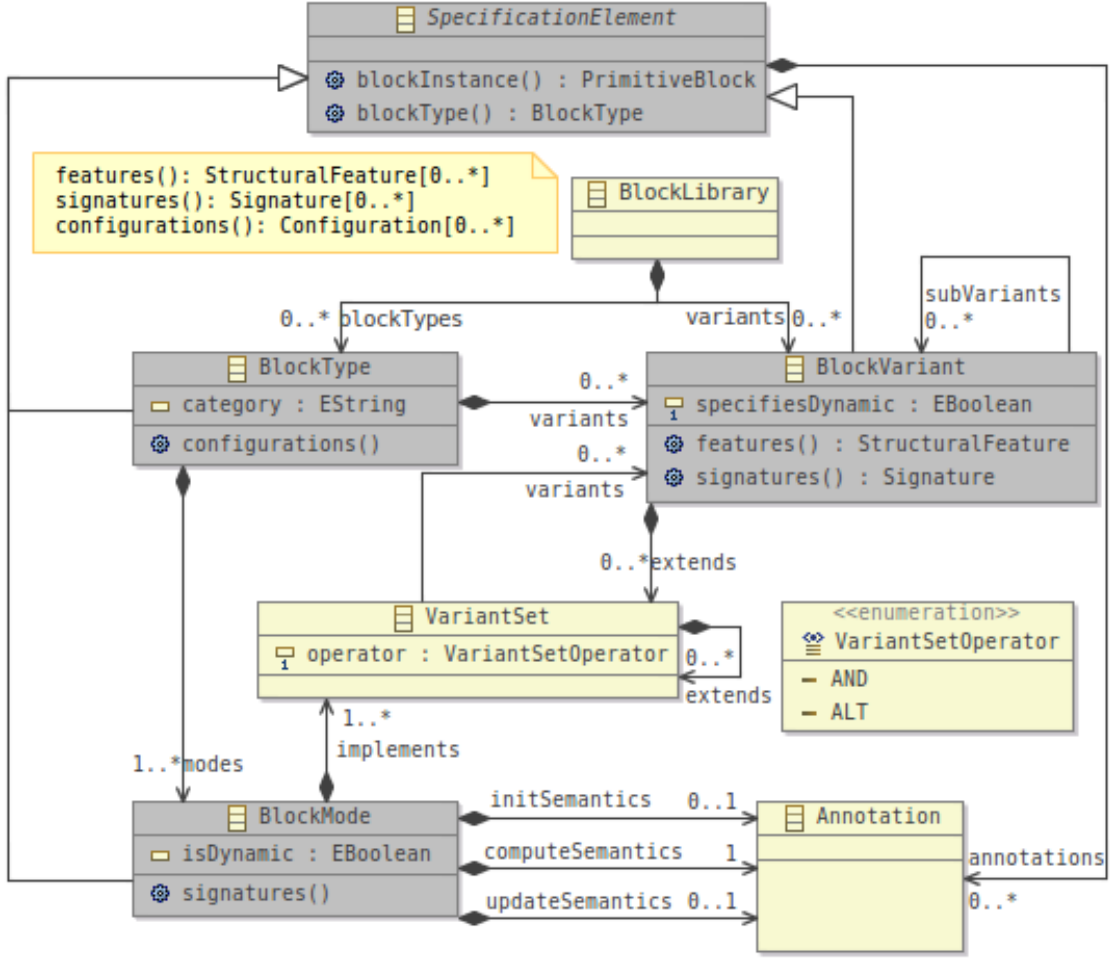 SpecificationElement
blockInstance() : PrimitiveBlock
blockType() : BlockType
features(): StructuralFeature[0..*]
signatures(): Signature[0..*]
configurations(): Configuration[0..*]
BlockLibrary
subVariants
0..*
0..* blockTypes
variants 0..*
BlockType
category : EString
configurations()
0..*
variants
BlockVariant
specifiesDynamic : EBoolean
features() : StructuralFeature
signatures() : Signature
0..*
variants
0..* extends
VariantSet
1 operator : VariantSetOperator
0..*
extends
<<enumeration>>
VariantSetOperator
AND
ALT
1..*
implements
1..* modes
BlockMode
isDynamic : EBoolean
signatures()
initSemantics 0..1
computeSemantics 1
updateSemantics 0..1
Annotation
annotations
0..*